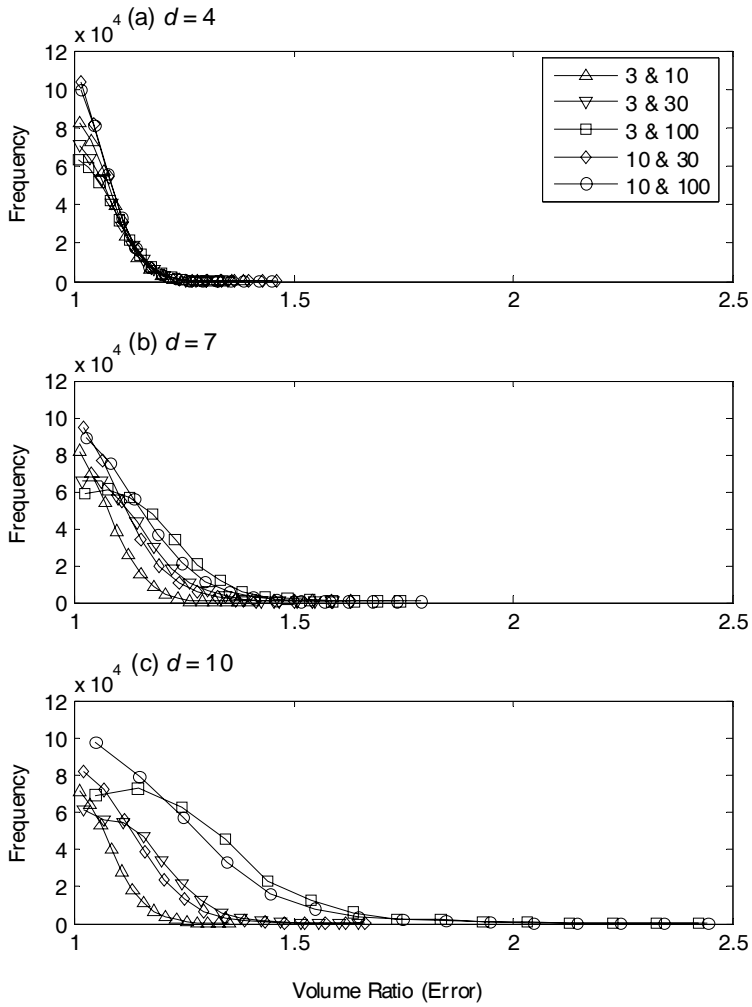 x 10^4 (a) d = 4
12
10
8
6
4
2
0
Frequency
1
1.5
2
2.5
3 & 10
3 & 30
3 & 100
10 & 30
10 & 100
x 10^4 (b) d = 7
12
10
8
6
4
2
0
Frequency
1
1.5
2
2.5
x 10^4 (c) d = 10
12
10
8
6
4
2
0
Frequency
1
1.5
2
2.5
Volume Ratio (Error)